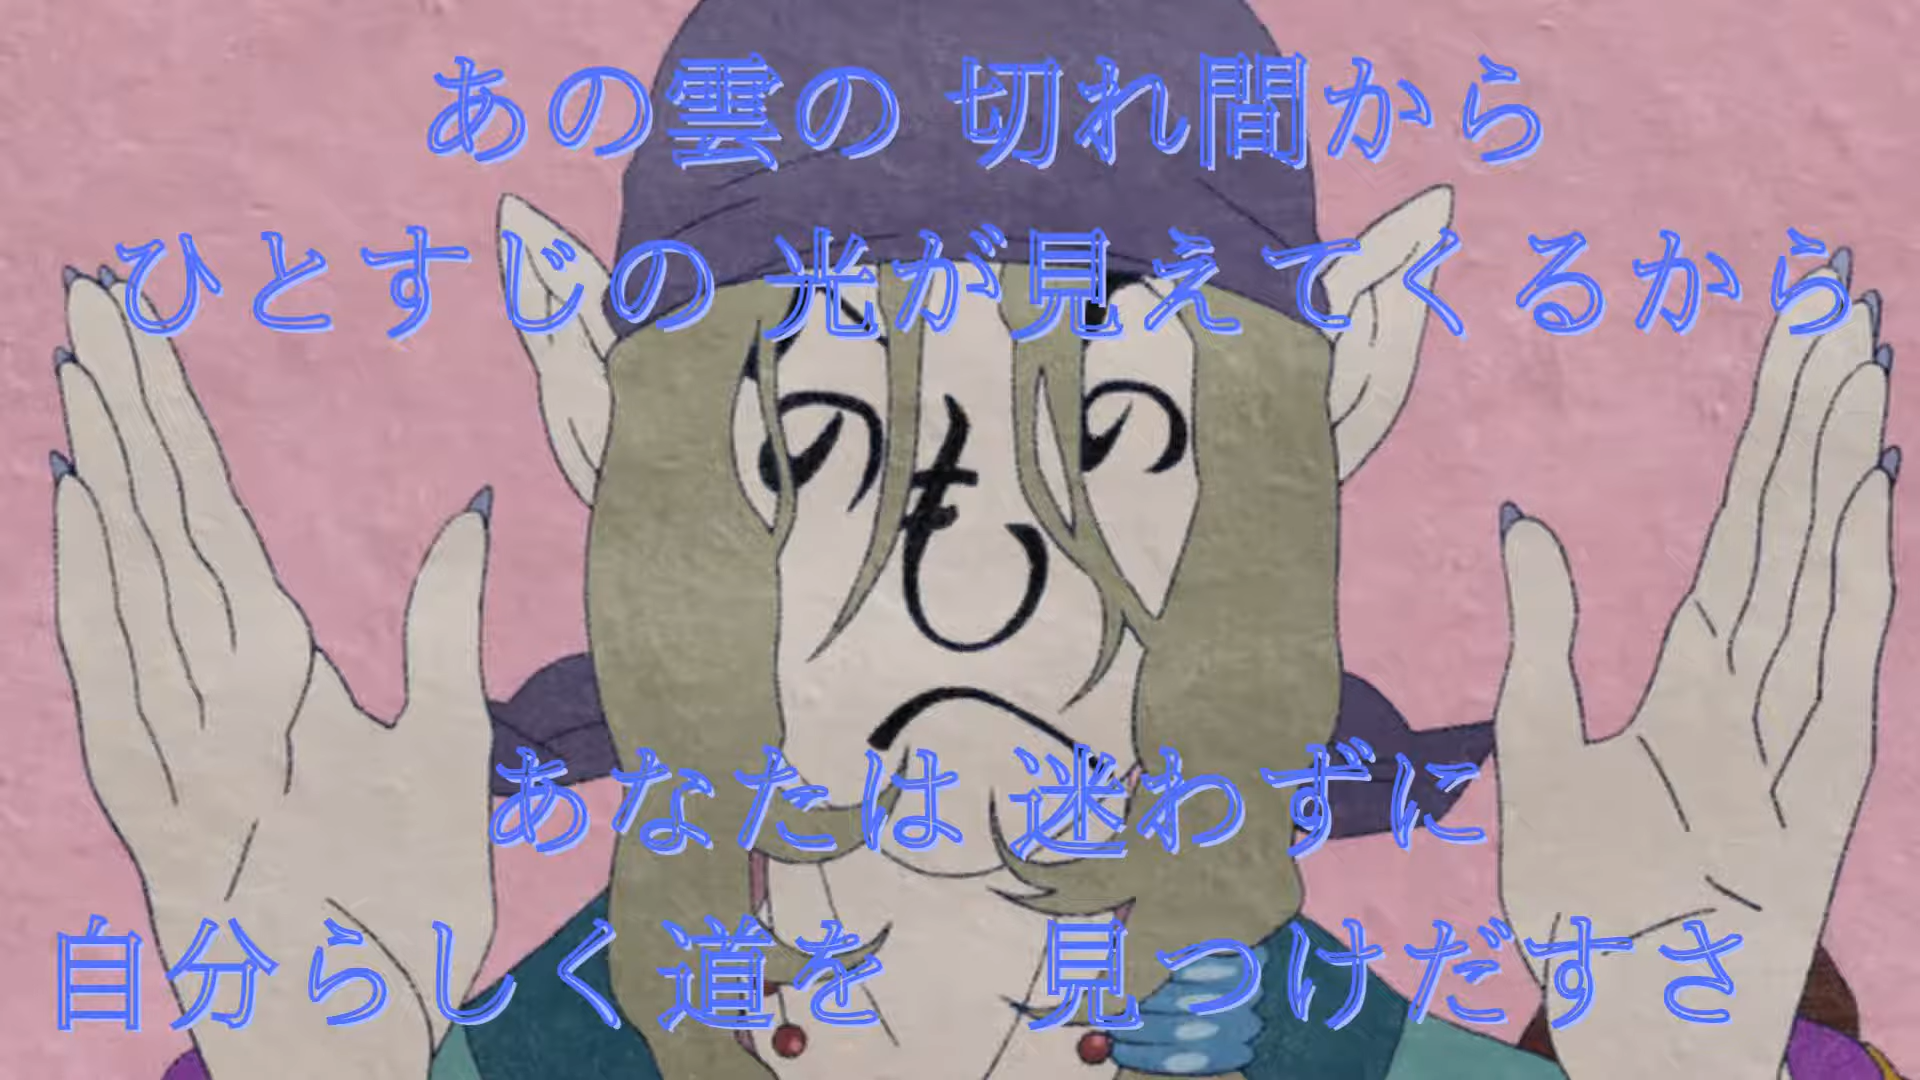 あの雲の 切れ間から
ひとすじの 光が見えてくるから
のものへ
あなたは 迷わずに
自分らしく道を　見つけだすさ